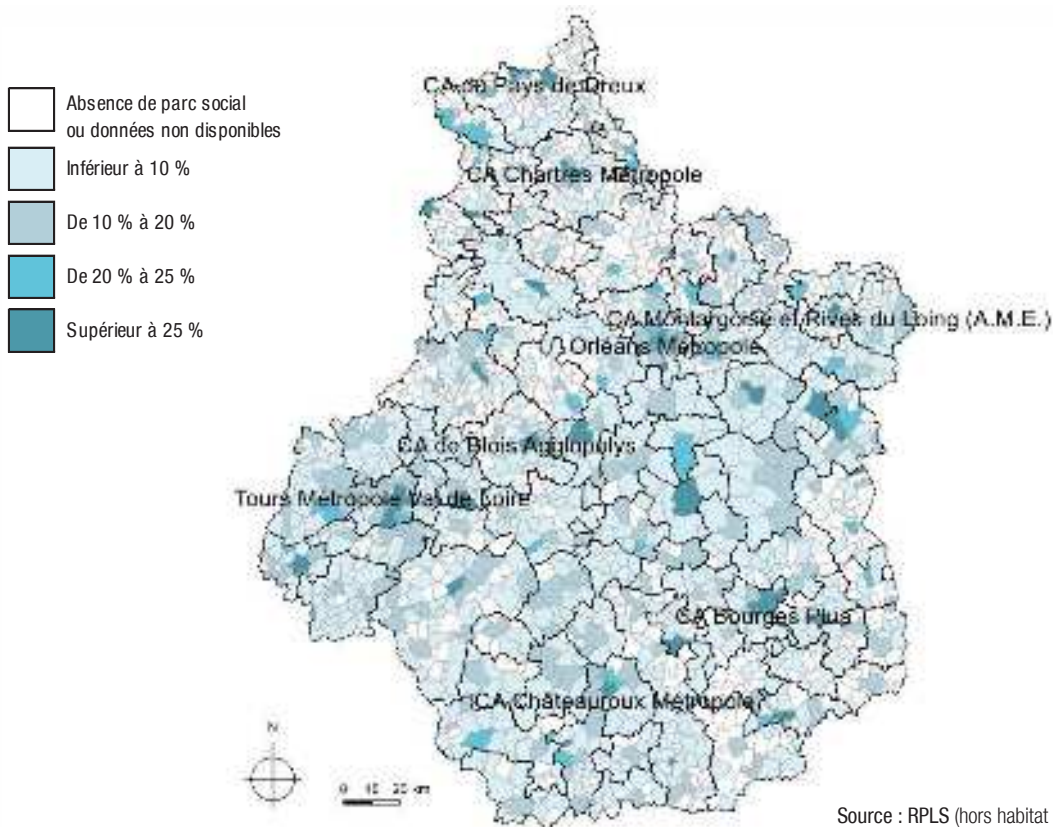 Absence de parc social
ou données non disponibles
Inférieur à 10 %
De 10 % à 20 %
De 20 % à 25 %
Supérieur à 25 %
CA de Pays de Dreux
CA Chartres Métropole
CA Montargoise et Rives du Loing (A.M.E.)
Orléans Métropole
CA de Blois Agglopolys
Tours Métropole Val de Loire
CA Bourges Plus
CA Châteauroux Métropole
N
0 10 20 km
Source : RPLS (hors habitat